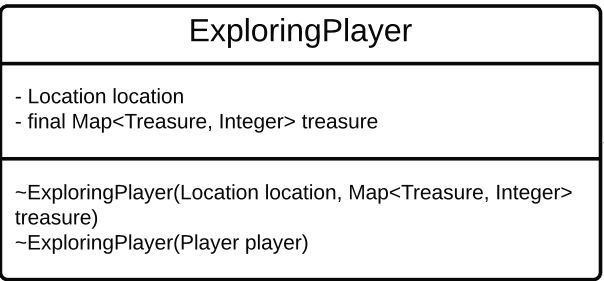 ExploringPlayer
- Location location
- final Map<Treasure, Integer> treasure
~ExploringPlayer(Location location, Map<Treasure, Integer>
treasure)
~ExploringPlayer(Player player)